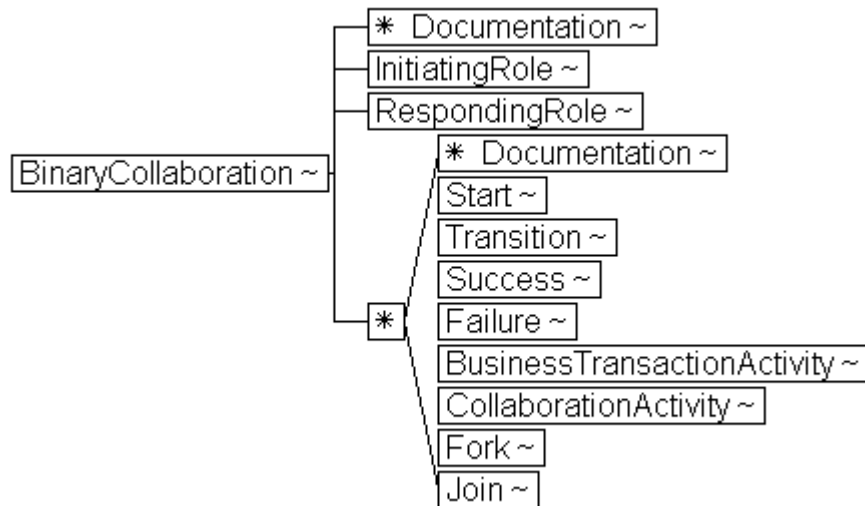 * Documentation ~
InitiatingRole ~
RespondingRole ~
* Documentation ~
BinaryCollaboration ~
Start ~
Transition ~
Success ~
*
Failure ~
BusinessTransactionActivity ~
CollaborationActivity ~
Fork ~
Join ~